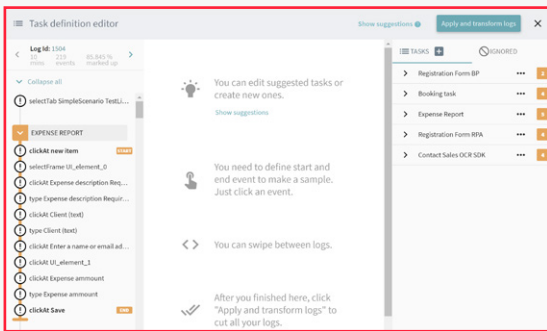 Task definition editor
Show suggestions
Apply and transform logs
Log Id: 1504
10 mins
233 events
85.845 % marked up
Collapse all
selectTab SimpleScenario TestLi...
EXPENSE REPORT
clickAt new item START
selectFrame UI_element_0
clickAt Expense description Req...
type Expense description Requir...
clickAt Client (text)
type Client (text)
clickAt Enter a name or email ad...
clickAt UI_element_1
clickAt Expense ammount
type Expense ammount
clickAt Save END
You can edit suggested tasks or
create new ones.
Show suggestions
You need to define start and
end event to make a sample.
Just click an event.
You can swipe between logs.
After you finished here, click
"Apply and transform logs" to
cut all your logs.
TASKS
IGNORED
Registration Form BP
Booking task
Expense Report
Registration Form RPA
Contact Sales OCR SDK